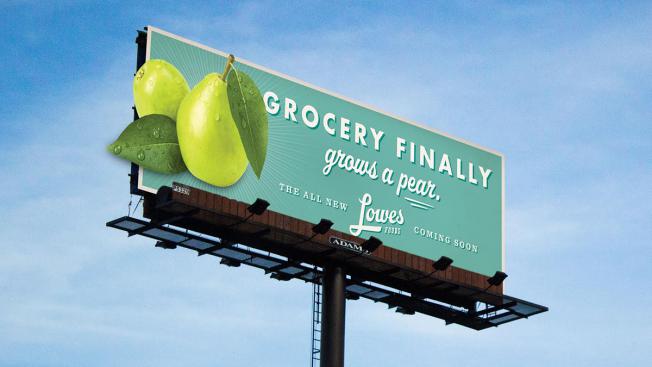 GROCERY FINALLY
grows a pear.
THE ALL NEW Lowes FOODS COMING SOON
ADAMS